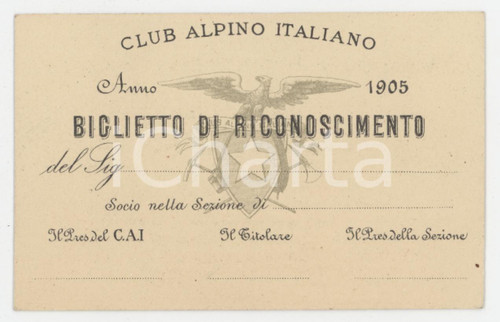 CLUB ALPINO ITALIANO
Anno 1905
BIGLIETTO DI RICONOSCIMENTO
del Sig
iCharta
Socio nella Sezione di
Il Pres del C.A.I Il Titolare Il Pres della Sezione